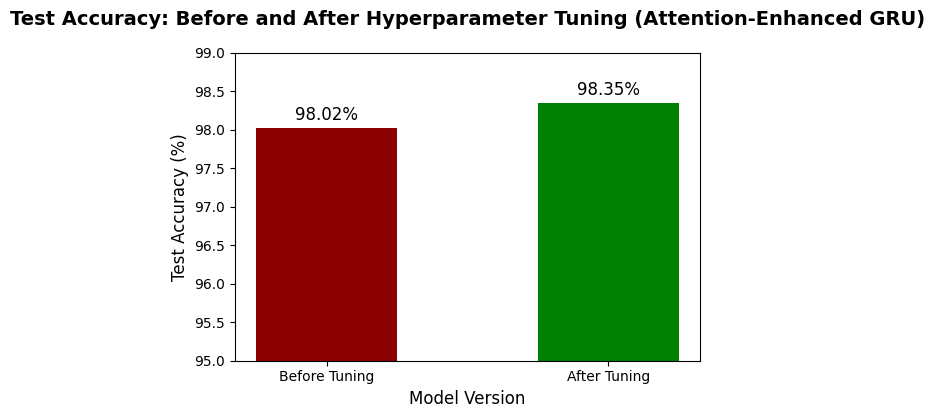 Test Accuracy: Before and After Hyperparameter Tuning (Attention-Enhanced GRU)
99.0
98.5
98.0
97.5
97.0
96.5
96.0
95.5
95.0
Test Accuracy (%)
98.02%
98.35%
Before Tuning
After Tuning
Model Version